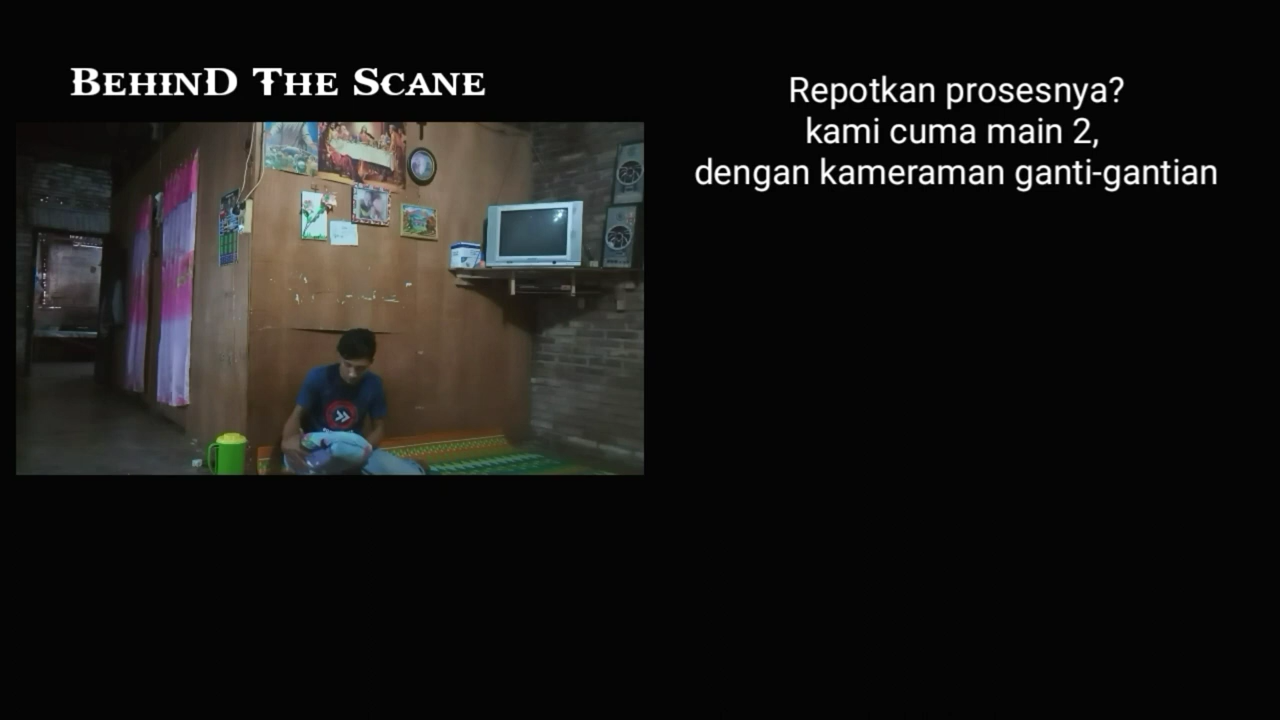 BEHIND THE SCANE
Repotkan prosesnya?
kami cuma main 2,
dengan kameraman ganti-gantian